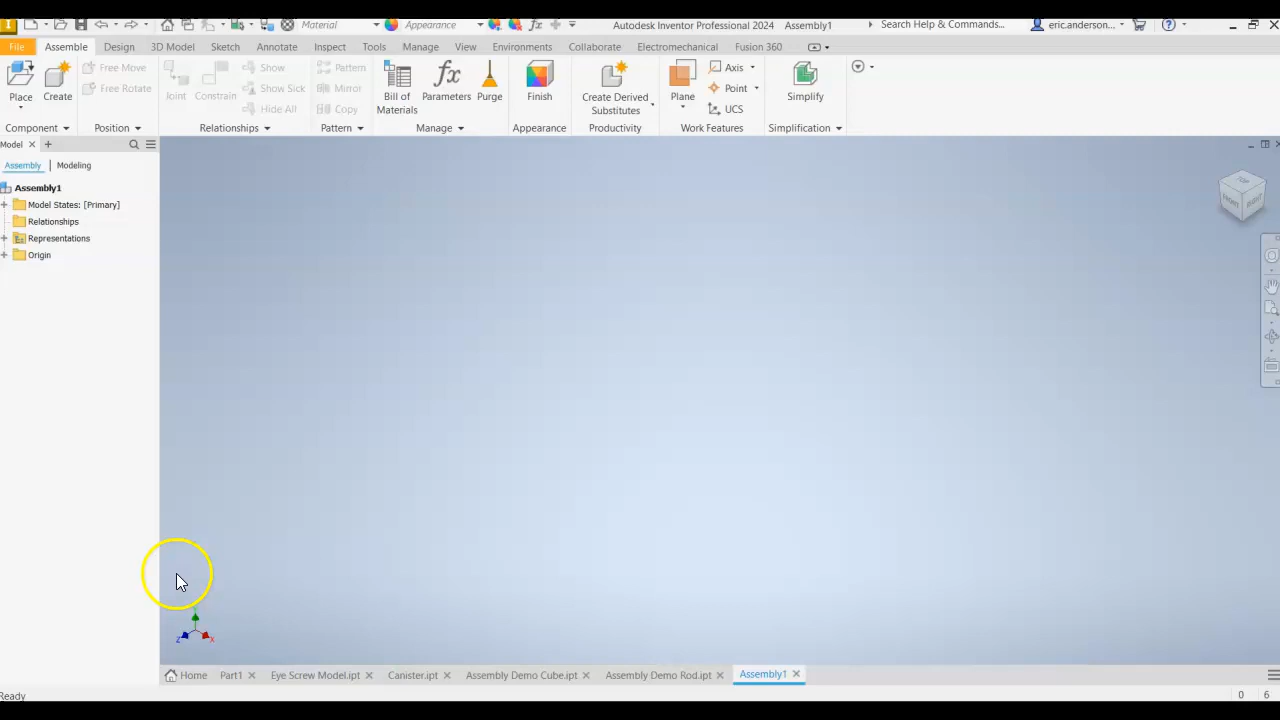 Material
Appearance
Autodesk Inventor Professional 2024 Assembly1
Search Help & Commands...
eric.anderson...
File Assemble Design 3D Model Sketch Annotate Inspect Tools Manage View Environments Collaborate Electromechanical Fusion 360
Place
Create
Free Move
Free Rotate
Component
Position
Joint
Constrain
Show
Show Sick
Hide All
Relationships
Pattern
Mirror
Copy
Pattern
Bill of
Materials
Parameters
Purge
Manage
Finish
Appearance
Create Derived
Substitutes
Productivity
Plane
Axis
Point
UCS
Work Features
Simplify
Simplification
Model
Assembly | Modeling
Assembly1
Model States: [Primary]
Relationships
Representations
Origin
FRONT
RIGHT
Z
X
Home Part1 Eye Screw Model.ipt Canister.ipt Assembly Demo Cube.ipt Assembly Demo Rod.ipt Assembly1
Ready
0 6